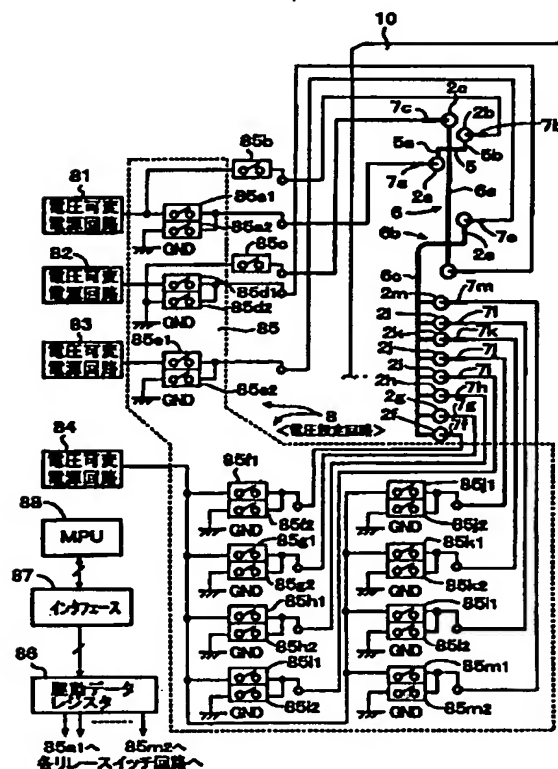 10
2c
7c
2b
7b
5a
5b
5
7a
2a
6a
6
7e
2e
6b
6c
85b
81
電圧可変
電源回路
85a1
85a2
GND
85c
82
電圧可変
電源回路
85d1
85d2
GND
85
83
電圧可変
電源回路
85e1
85e2
GND
8
<電圧設定回路>
2m
7m
2l
7l
2k
7k
2j
7j
2i
7i
2h
7h
2g
7g
2f
7f
84
電圧可変
電源回路
85f1
85f2
GND
85j1
85j2
GND
88
MPU
85g1
85g2
GND
85k1
85k2
GND
87
インタフェース
85h1
85h2
GND
85l1
85l2
GND
86
駆動データ
レジスタ
85i1
85i2
GND
85m1
85m2
GND
85a1へ
85m2へ
各リレースイッチ回路へ